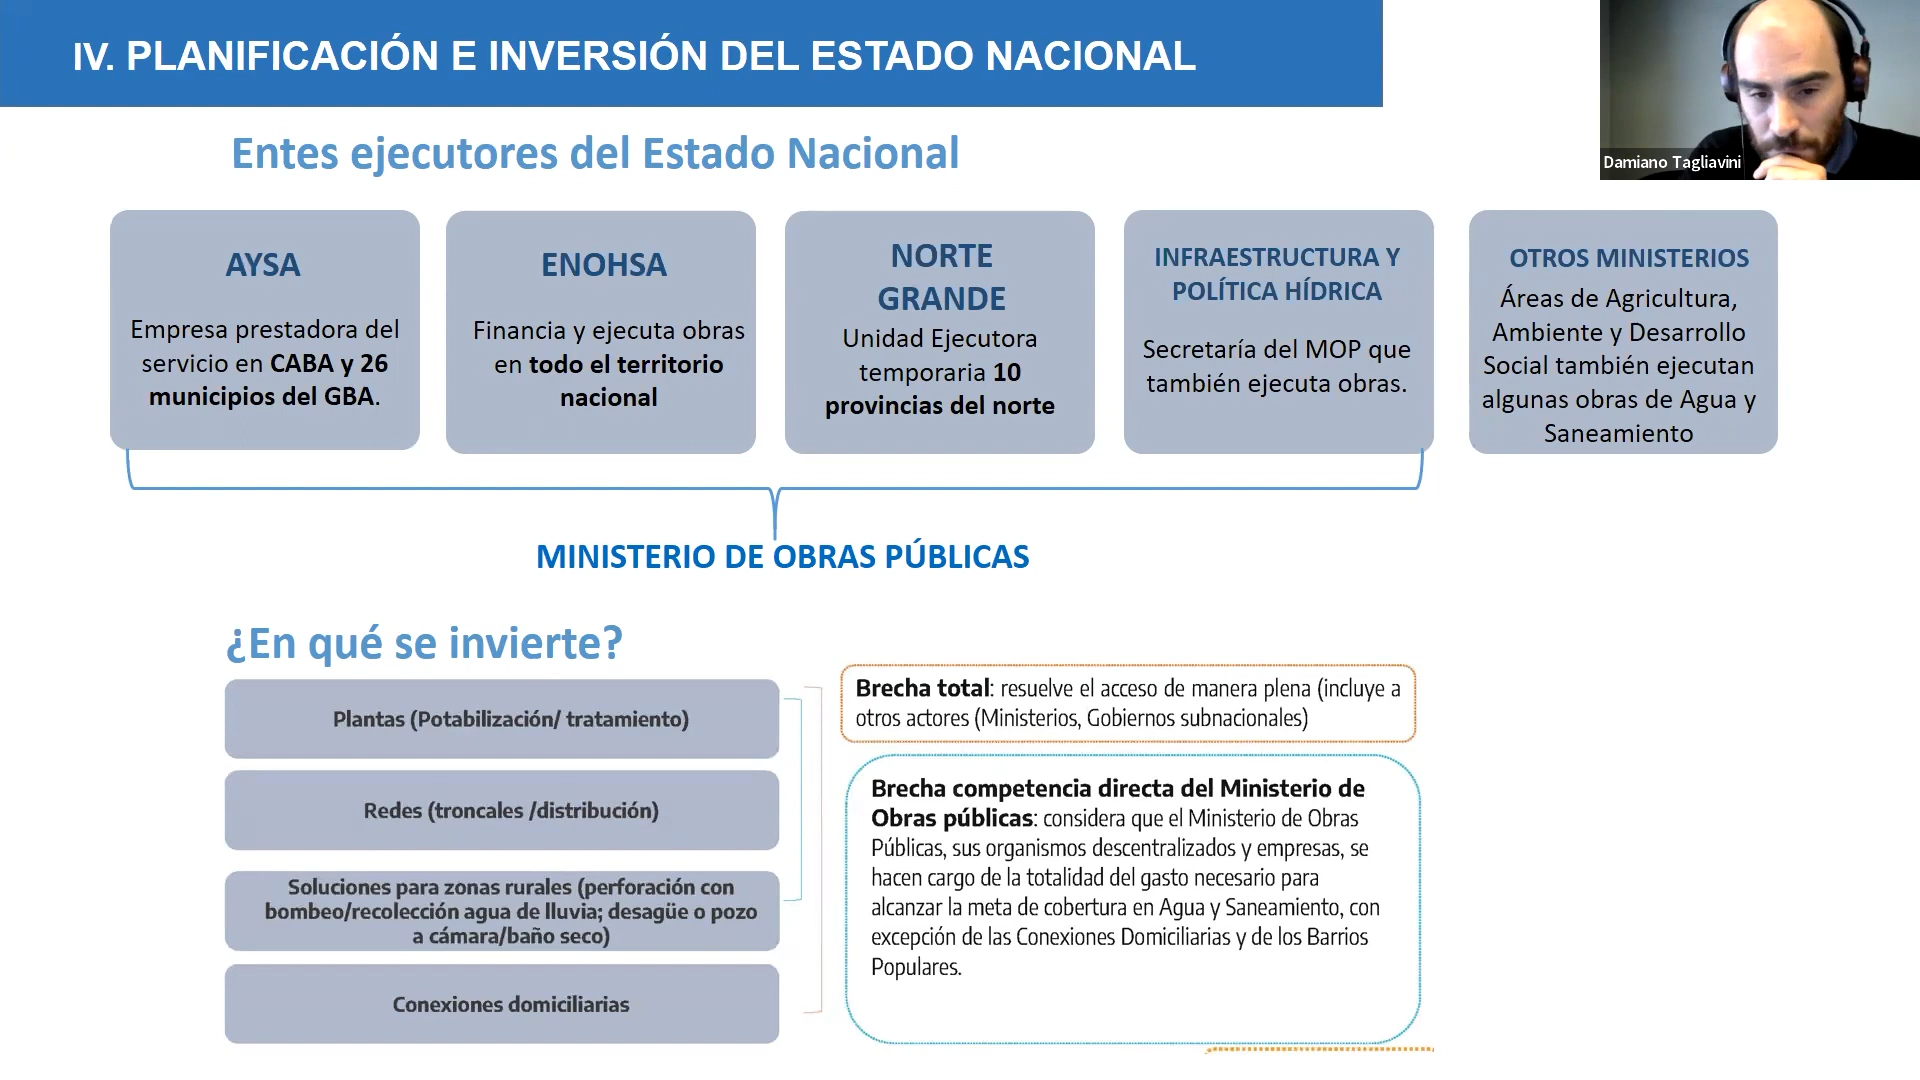 IV. PLANIFICACIÓN E INVERSIÓN DEL ESTADO NACIONAL
Damiano Tagliavini
Entes ejecutores del Estado Nacional
AYSA
Empresa prestadora del
servicio en CABA y 26
municipios del GBA.
ENOHSA
Financia y ejecuta obras
en todo el territorio
nacional
NORTE
GRANDE
Unidad Ejecutora
temporaria 10
provincias del norte
INFRAESTRUCTURA Y
POLÍTICA HÍDRICA
Secretaría del MOP que
también ejecuta obras.
OTROS MINISTERIOS
Áreas de Agricultura,
Ambiente y Desarrollo
Social también ejecutan
algunas obras de Agua y
Saneamiento
MINISTERIO DE OBRAS PÚBLICAS
¿En qué se invierte?
Plantas (Potabilización/ tratamiento)
Redes (troncales /distribución)
Soluciones para zonas rurales (perforación con
bombeo/recolección agua de lluvia; desagüe o pozo
a cámara/baño seco)
Conexiones domiciliarias
Brecha total: resuelve el acceso de manera plena (incluye a
otros actores (Ministerios, Gobiernos subnacionales)
Brecha competencia directa del Ministerio de
Obras públicas: considera que el Ministerio de Obras
Públicas, sus organismos descentralizados y empresas, se
hacen cargo de la totalidad del gasto necesario para
alcanzar la meta de cobertura en Agua y Saneamiento, con
excepción de las Conexiones Domiciliarias y de los Barrios
Populares.